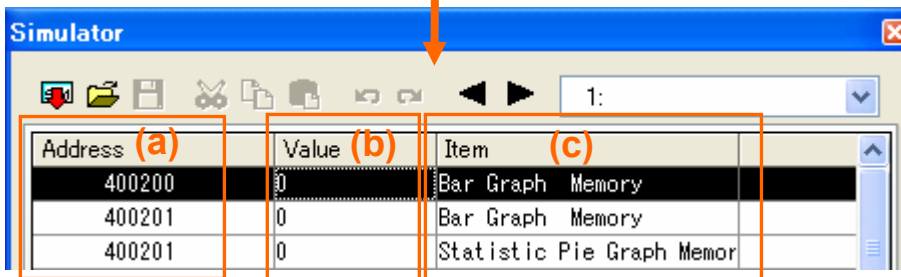 Simulator
1:
Address (a) Value (b) Item (c)
400200 0 Bar Graph Memory
400201 0 Bar Graph Memory
400201 0 Statistic Pie Graph Memor